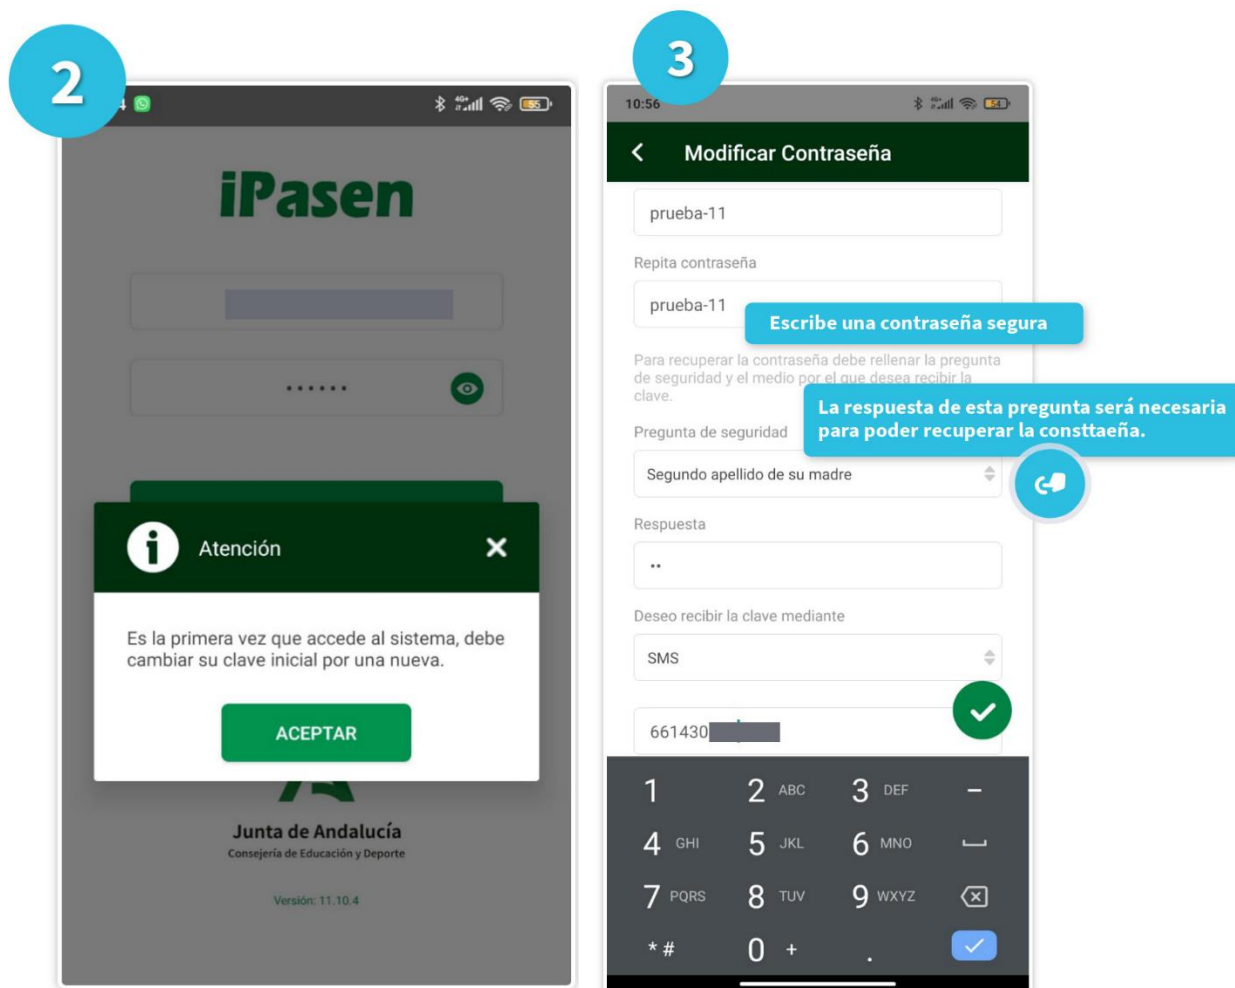 2
4
55
iPasen
••••••
Atención
Es la primera vez que accede al sistema, debe
cambiar su clave inicial por una nueva.
ACEPTAR
Junta de Andalucía
Consejería de Educación y Deporte
Versión: 11.10.4
3
10:56
54
Modificar Contraseña
prueba-11
Repita contraseña
prueba-11
Escribe una contraseña segura
Para recuperar la contraseña debe rellenar la pregunta
de seguridad y el medio por el que desea recibir la
clave.
La respuesta de esta pregunta será necesaria
para poder recuperar la consttaeña.
Pregunta de seguridad
Segundo apellido de su madre
Respuesta
••
Deseo recibir la clave mediante
SMS
661430
1 2 ABC 3 DEF -
4 GHI 5 JKL 6 MNO
7 PQRS 8 TUV 9 WXYZ
* # 0 + .